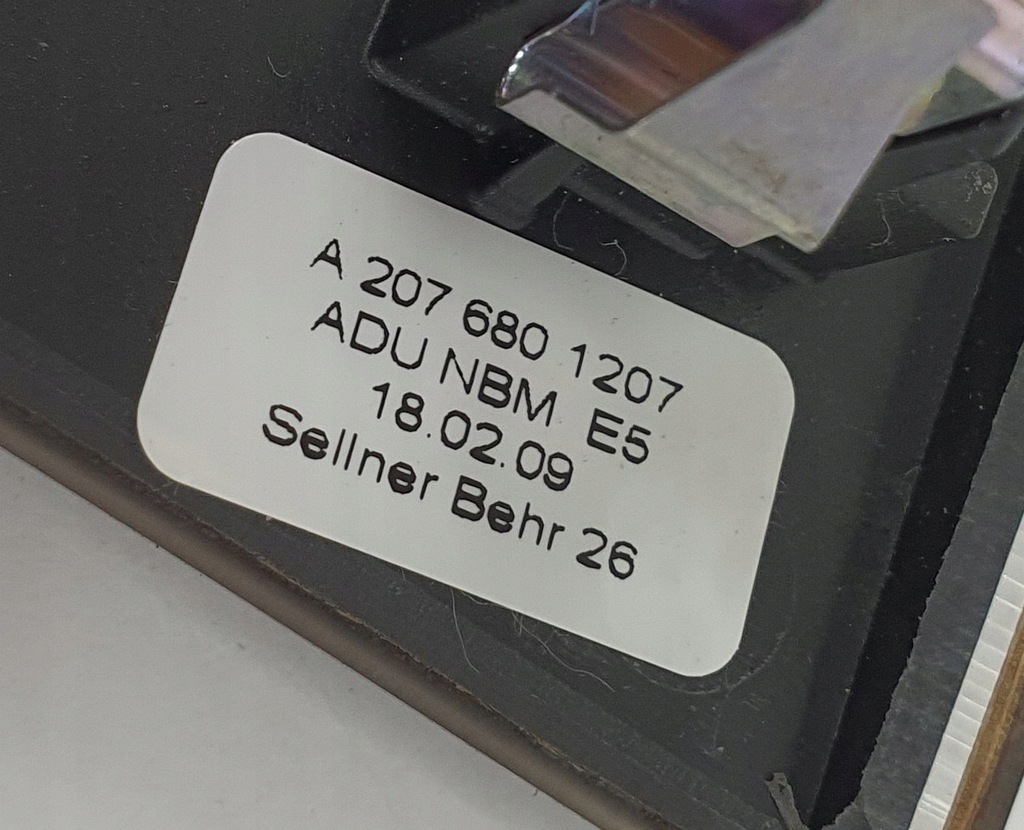 A 207 680 1207
ADU NBM E5
18.02.09
Sellner Behr 26